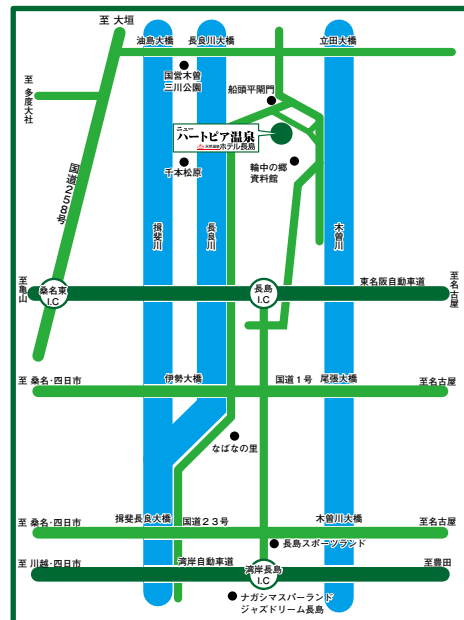 至 大垣
油島大橋
長良川大橋
立田大橋
国営木曽
三川公園
至 多度大社
船頭平閘門
ニュー
ハートピア温泉
ホテル長島
千本松原
輪中の郷
資料館
国道258号
揖斐川
長良川
木曽川
至亀山
桑名東
I.C
長島
I.C
東名阪自動車道
至名古屋
至 桑名・四日市
伊勢大橋
国道1号
尾張大橋
至名古屋
なばなの里
至 桑名・四日市
揖斐長良大橋
国道23号
木曽川大橋
至名古屋
長島スポーツランド
至 川越・四日市
湾岸自動車道
湾岸長島
I.C
至豊田
ナガシマスパーランド
ジャズドリーム長島